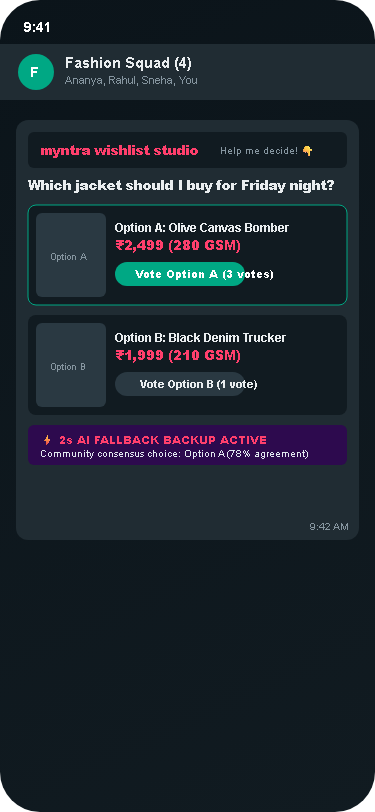 9:41
F
Fashion Squad (4)
Ananya, Rahul, Sneha, You
myntra wishlist studio Help me decide! 👇
Which jacket should I buy for Friday night?
Option A
Option A: Olive Canvas Bomber
₹2,499 (280 GSM)
Vote Option A (3 votes)
Option B
Option B: Black Denim Trucker
₹1,999 (210 GSM)
Vote Option B (1 vote)
⚡ 2s AI FALLBACK BACKUP ACTIVE
Community consensus choice: Option A (78% agreement)
9:42 AM